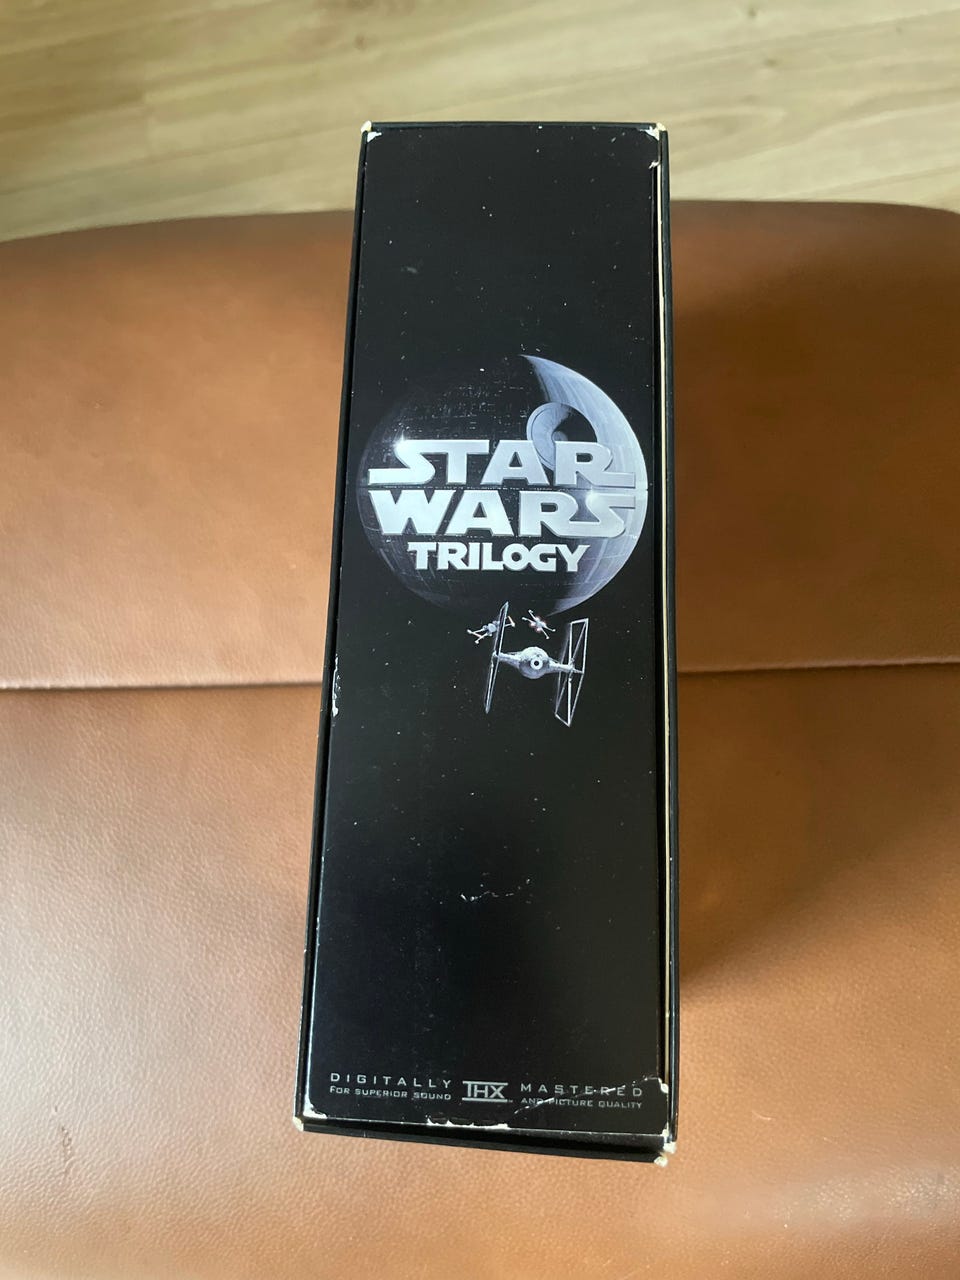 STAR
WARS
TRILOGY
DIGITALLY THX MASTERED
FOR SUPERIOR SOUND AND PICTURE QUALITY